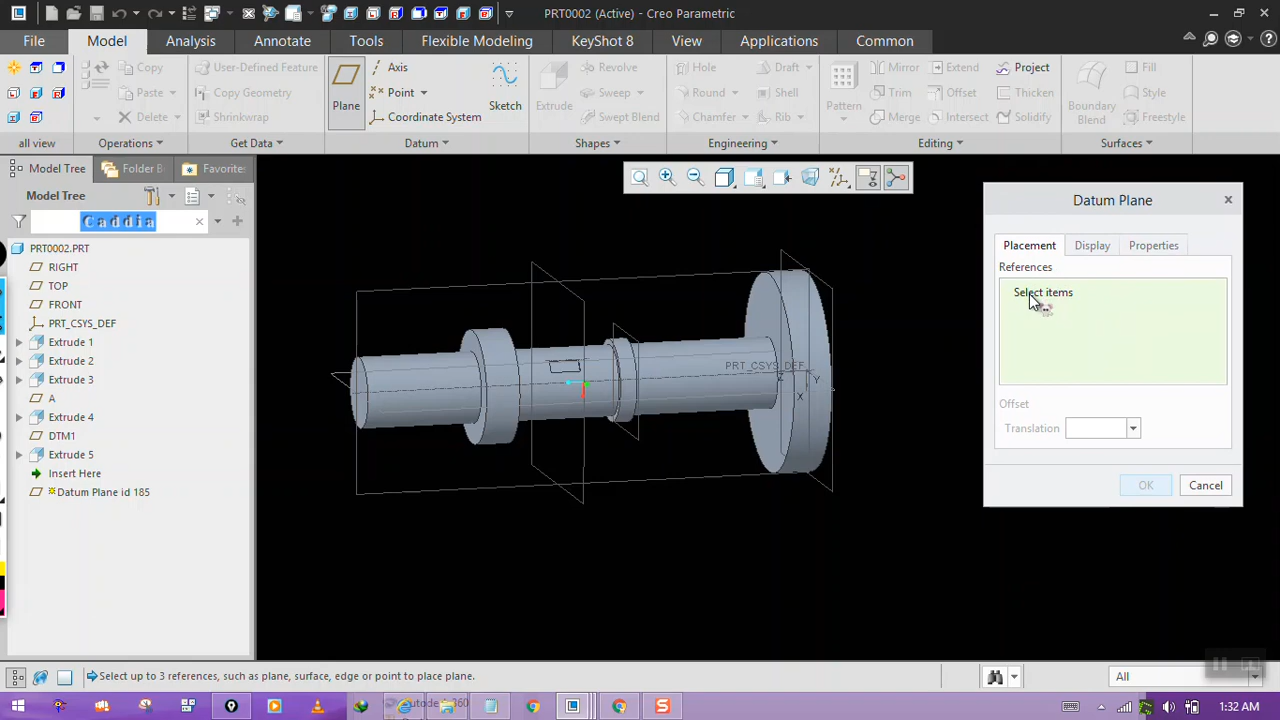 PRT0002 (Active) - Creo Parametric
File Model Analysis Annotate Tools Flexible Modeling KeyShot 8 View Applications Common
Copy
Paste
Delete
all view
Operations
User-Defined Feature
Copy Geometry
Shrinkwrap
Get Data
Plane
Axis
Point
Coordinate System
Sketch
Datum
Extrude
Revolve
Sweep
Swept Blend
Shapes
Hole
Round
Chamfer
Draft
Shell
Rib
Engineering
Pattern
Mirror
Trim
Merge
Extend
Offset
Intersect
Project
Thicken
Solidify
Editing
Boundary Blend
Fill
Style
Freestyle
Surfaces
Model Tree
Folder B
Favorites
Model Tree
Caddia
PRT0002.PRT
RIGHT
TOP
FRONT
PRT_CSYS_DEF
Extrude 1
Extrude 2
Extrude 3
A
Extrude 4
DTM1
Extrude 5
Insert Here
Datum Plane id 185
PRT_CSYS_DEF
Z
Y
X
Datum Plane
Placement Display Properties
References
Select items
Offset
Translation
OK Cancel
Select up to 3 references, such as plane, surface, edge or point to place plane.
All
Autodesk 360
1:32 AM